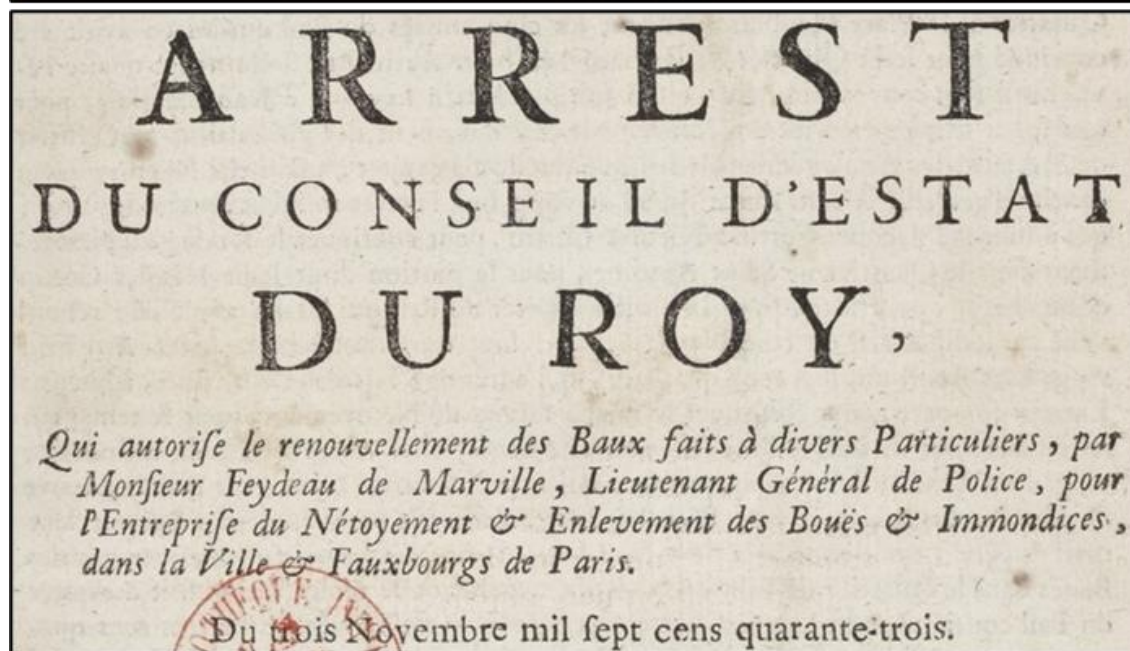 ARREST
DU CONSEIL D'ESTAT
DU ROY,
Qui autoriſe le renouvellement des Baux faits à divers Particuliers, par
Monſieur Feydeau de Marville, Lieutenant Général de Police, pour
l'Entrepriſe du Nétoyement & Enlevement des Bouës & Immondices,
dans la Ville & Fauxbourgs de Paris.
Du trois Novembre mil ſept cens quarante-trois.